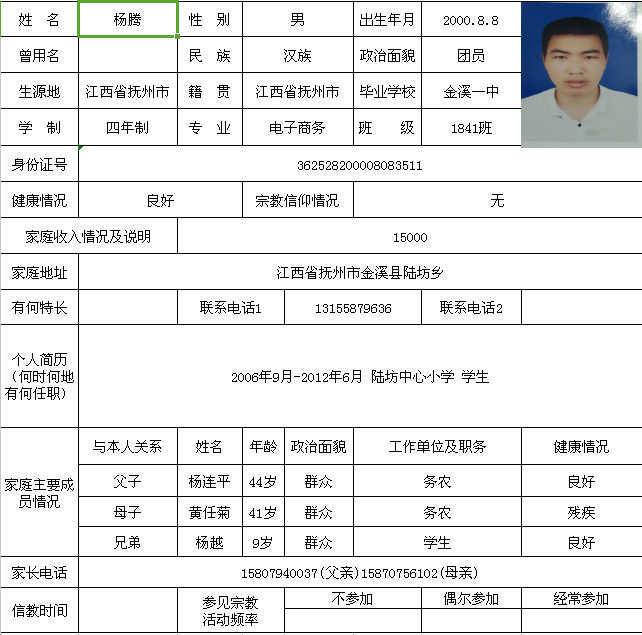 姓 名 杨腾 性 别 男 出生年月 2000.8.8
曾用名 民 族 汉族 政治面貌 团员
生源地 江西省抚州市 籍 贯 江西省抚州市 毕业学校 金溪一中
学 制 四年制 专 业 电子商务 班 级 1841班
身份证号 362528200008083511
健康情况 良好 宗教信仰情况 无
家庭收入情况及说明 15000
家庭地址 江西省抚州市金溪县陆坊乡
有何特长 联系电话1 13155879636 联系电话2
个人简历
（何时何地
有何任职）
2006年9月-2012年6月 陆坊中心小学 学生
家庭主要成
员情况
与本人关系 姓名 年龄 政治面貌 工作单位及职务 健康情况
父子 杨连平 44岁 群众 务农 良好
母子 黄任菊 41岁 群众 务农 残疾
兄弟 杨越 9岁 群众 学生 良好
家长电话 15807940037(父亲)15870756102(母亲)
信教时间
参见宗教
活动频率
不参加 偶尔参加 经常参加